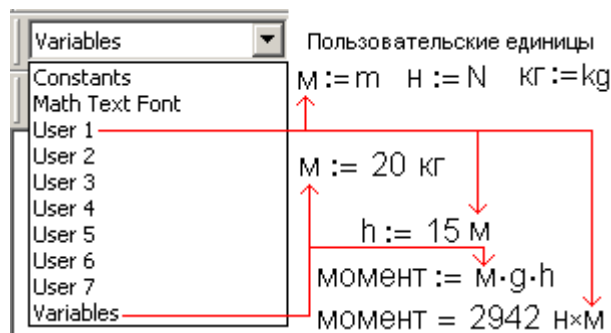 Variables
Constants
Math Text Font
User 1
User 2
User 3
User 4
User 5
User 6
User 7
Variables
Пользовательские единицы
м := m н := N кг := kg
м := 20 кг
h := 15 м
момент := м·g·h
момент = 2942 н×м